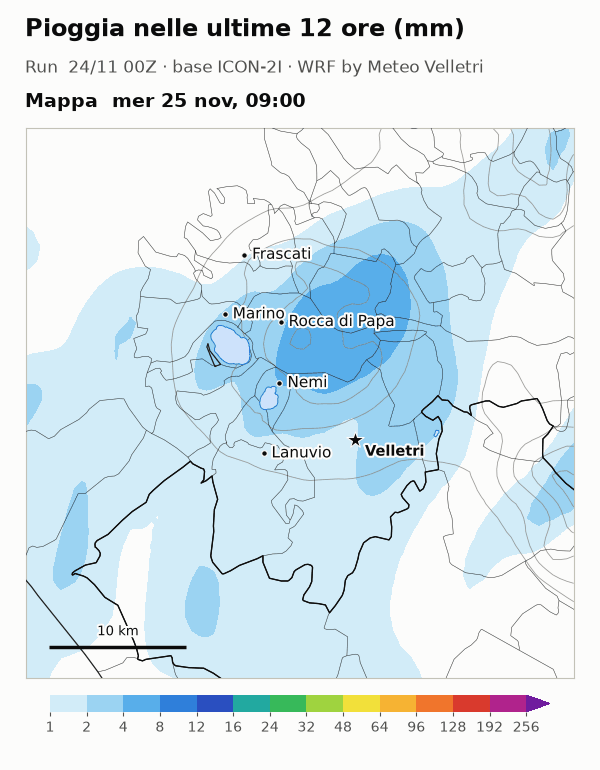 Pioggia nelle ultime 12 ore (mm)
Run  24/11 00Z · base ICON-2I · WRF by Meteo Velletri
Mappa  mer 25 nov, 09:00
Frascati
Marino
Rocca di Papa
Nemi
Velletri
Lanuvio
10 km
1 2 4 8 12 16 24 32 48 64 96 128 192 256